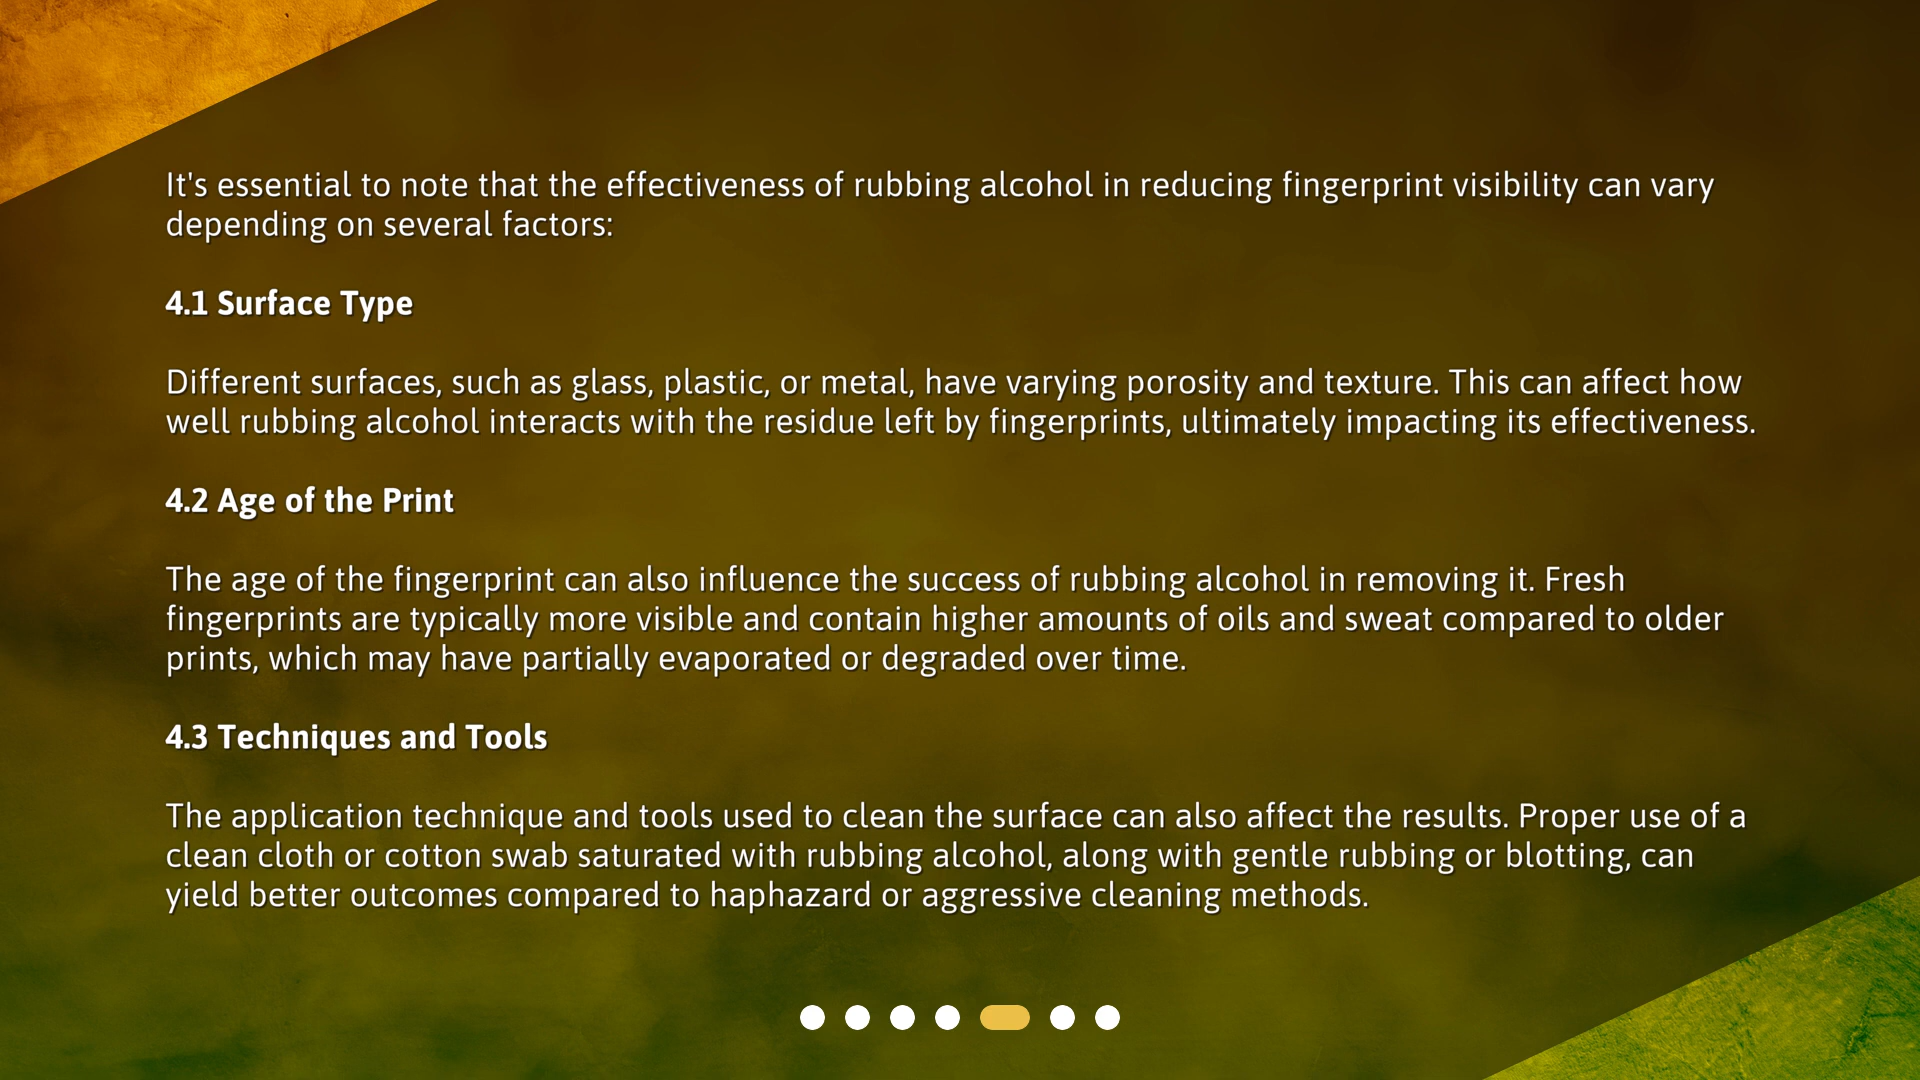 It's essential to note that the effectiveness of rubbing alcohol in reducing fingerprint visibility can vary
depending on several factors:
4.1 Surface Type
Different surfaces, such as glass, plastic, or metal, have varying porosity and texture. This can affect how
well rubbing alcohol interacts with the residue left by fingerprints, ultimately impacting its effectiveness.
4.2 Age of the Print
The age of the fingerprint can also influence the success of rubbing alcohol in removing it. Fresh
fingerprints are typically more visible and contain higher amounts of oils and sweat compared to older
prints, which may have partially evaporated or degraded over time.
4.3 Techniques and Tools
The application technique and tools used to clean the surface can also affect the results. Proper use of a
clean cloth or cotton swab saturated with rubbing alcohol, along with gentle rubbing or blotting, can
yield better outcomes compared to haphazard or aggressive cleaning methods.